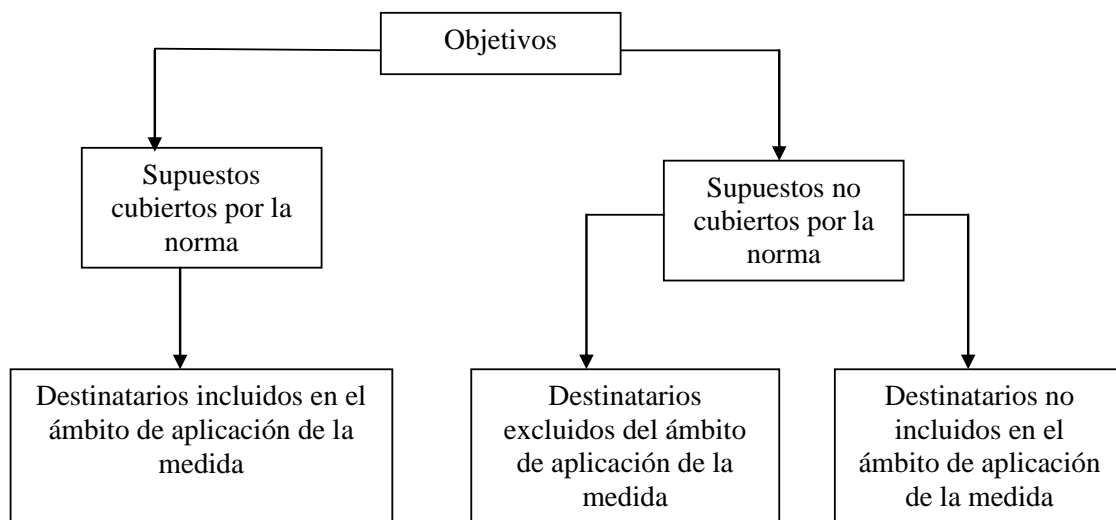 Objetivos
Supuestos
cubiertos por la
norma
Supuestos no
cubiertos por la
norma
Destinatarios incluidos en el
ámbito de aplicación de la
medida
Destinatarios
excluidos del ámbito
de aplicación de la
medida
Destinatarios no
incluidos en el
ámbito de aplicación
de la medida